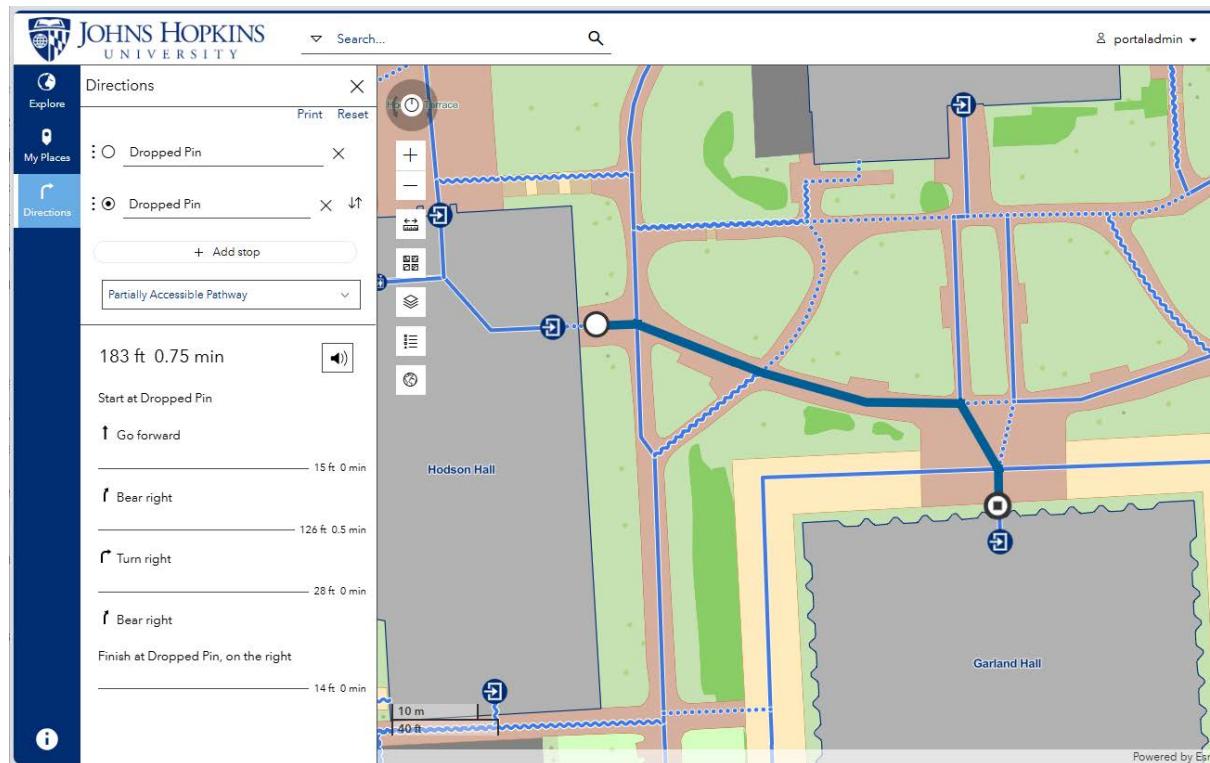 JOHNS HOPKINS
UNIVERSITY
Search...
portaladmin
Explore
My Places
Directions
Directions
Print Reset
Dropped Pin
Dropped Pin
+ Add stop
Partially Accessible Pathway
183 ft 0.75 min
Start at Dropped Pin
Go forward
15 ft 0 min
Bear right
126 ft 0.5 min
Turn right
28 ft 0 min
Bear right
Finish at Dropped Pin, on the right
14 ft 0 min
Terrace
Hodson Hall
Garland Hall
10 m
40 ft
Powered by Esr